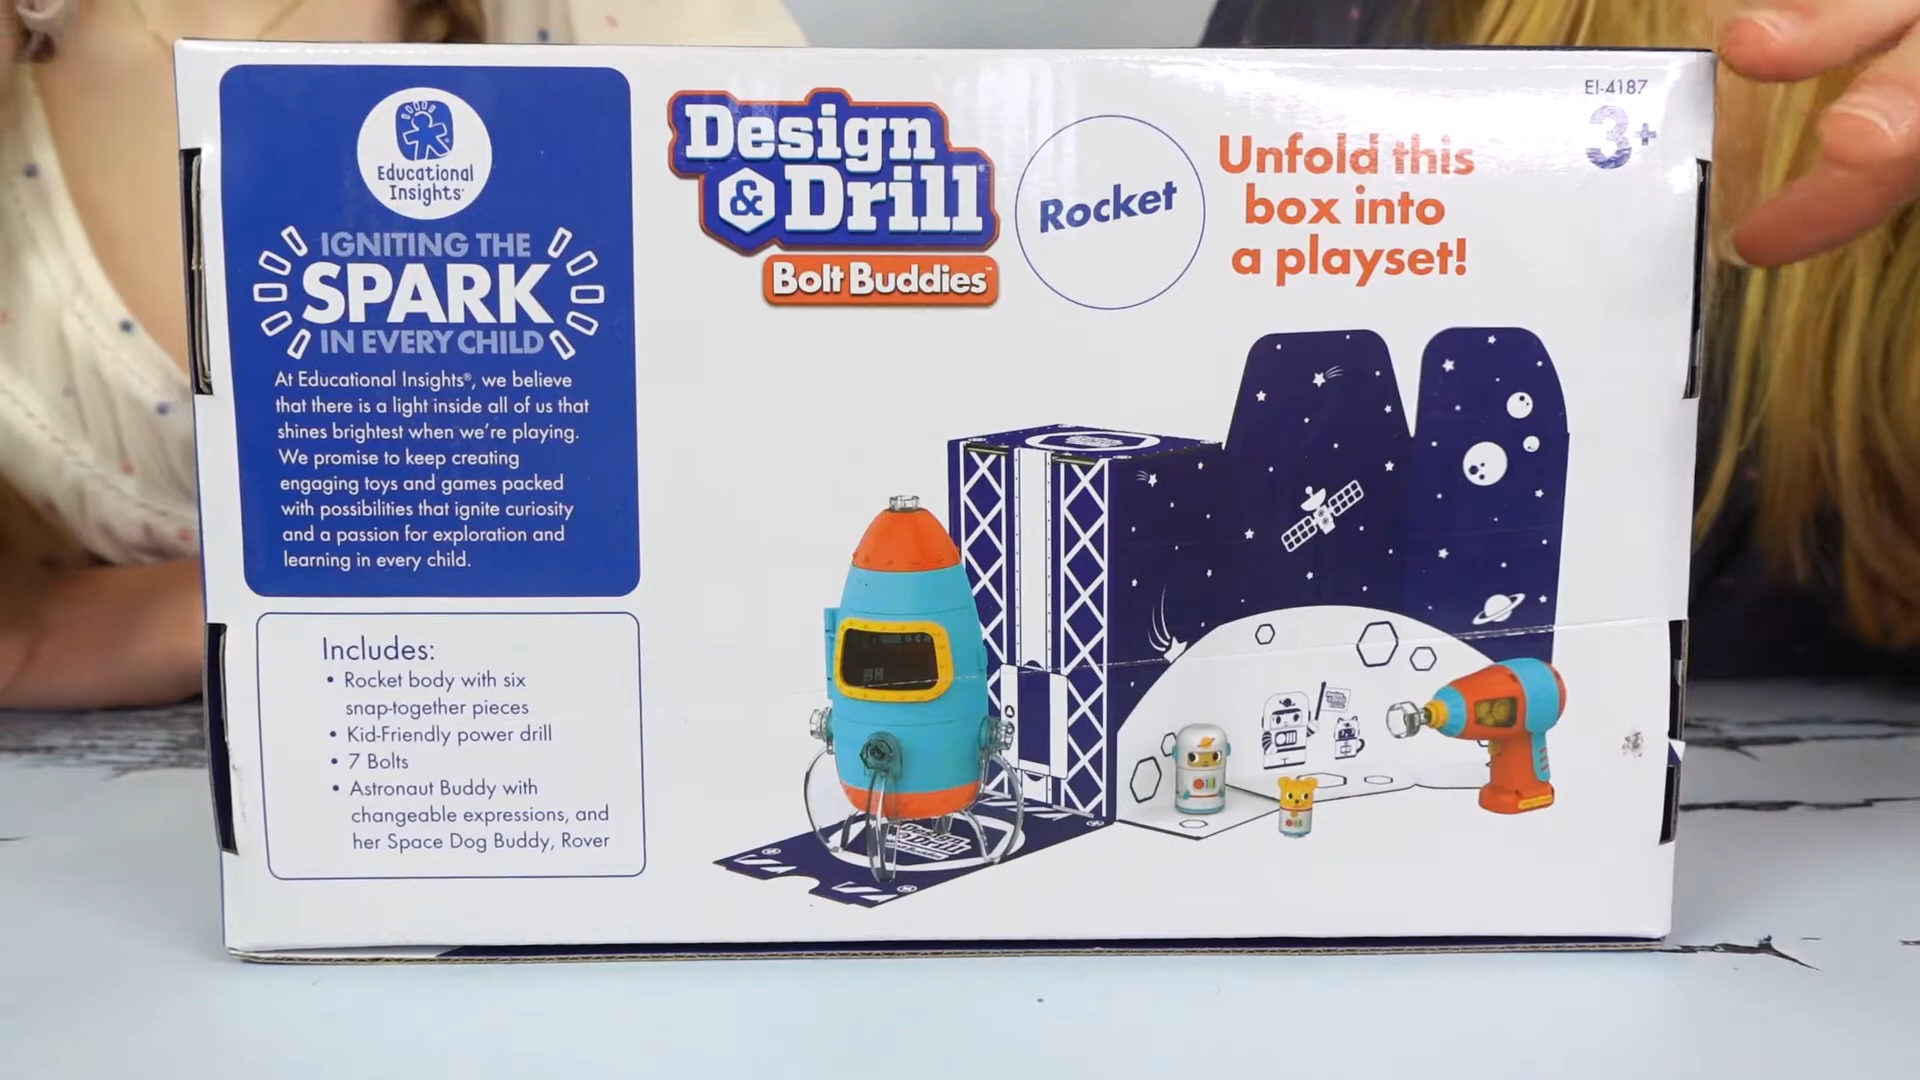 Educational
Insights
IGNITING THE
SPARK
IN EVERY CHILD
At Educational Insights®, we believe
that there is a light inside all of us that
shines brightest when we're playing.
We promise to keep creating
engaging toys and games packed
with possibilities that ignite curiosity
and a passion for exploration and
learning in every child.
Includes:
• Rocket body with six
snap-together pieces
• Kid-Friendly power drill
• 7 Bolts
• Astronaut Buddy with
changeable expressions, and
her Space Dog Buddy, Rover
Design
& Drill
Bolt Buddies™
Rocket
Unfold this
box into
a playset!
EI-4187
3+